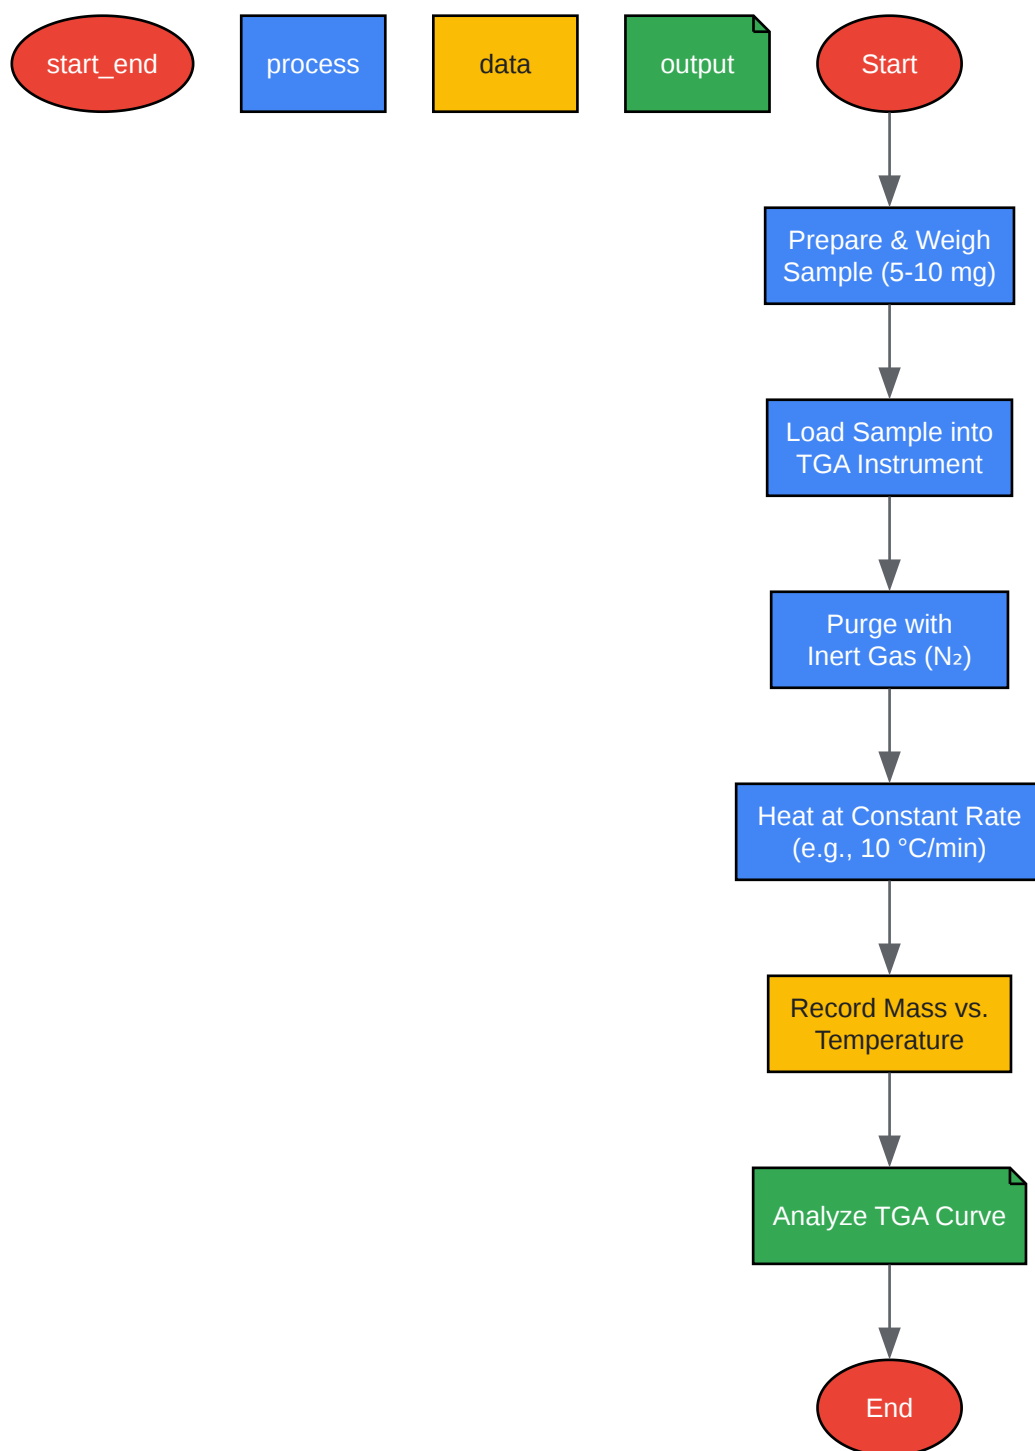 start_end
process
data
output
Start
Prepare & Weigh
Sample (5-10 mg)
Load Sample into
TGA Instrument
Purge with
Inert Gas (N₂)
Heat at Constant Rate
(e.g., 10 °C/min)
Record Mass vs.
Temperature
Analyze TGA Curve
End